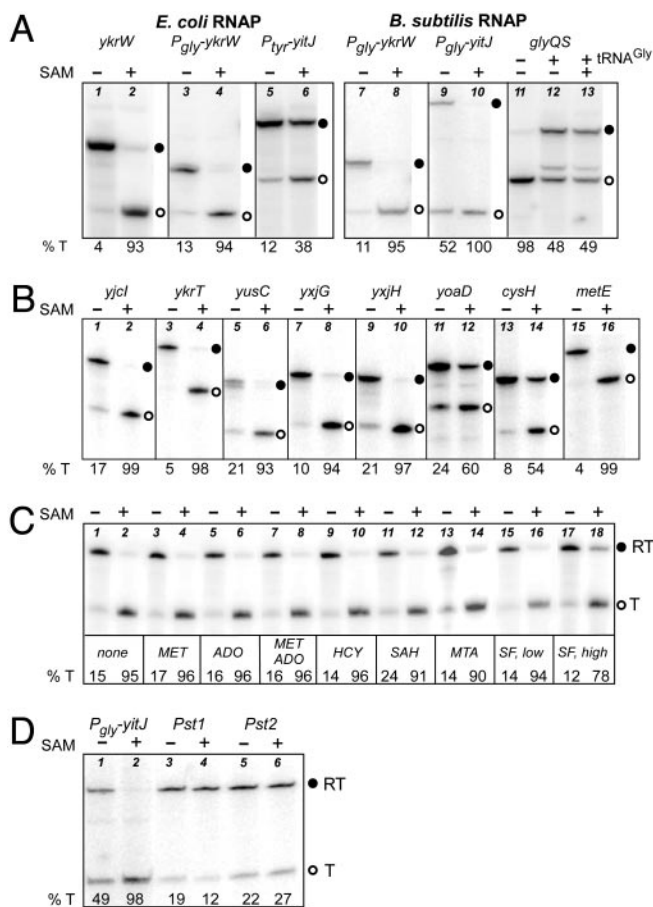 A
E. coli RNAP B. subtilis RNAP
ykrW Pgly-ykrW Ptyr-yitJ Pgly-ykrW Pgly-yitJ glyQS
− + + tRNAGly
SAM − + − + − + − + − + − − +
1 2 3 4 5 6 7 8 9 10 11 12 13
% T 4 93 13 94 12 38 11 95 52 100 98 48 49
B
yjcI ykrT yusC yxjG yxjH yoaD cysH metE
SAM − + − + − + − + − + − + − + − +
1 2 3 4 5 6 7 8 9 10 11 12 13 14 15 16
% T 17 99 5 98 21 93 10 94 21 97 24 60 8 54 4 99
C
SAM − + − + − + − + − + − + − + − + − +
1 2 3 4 5 6 7 8 9 10 11 12 13 14 15 16 17 18
RT
T
none MET ADO MET ADO HCY SAH MTA SF, low SF, high
% T 15 95 17 96 16 96 16 96 14 96 24 91 14 90 14 94 12 78
D
Pgly-yitJ Pst1 Pst2
SAM − + − + − +
1 2 3 4 5 6
RT
T
% T 49 98 19 12 22 27